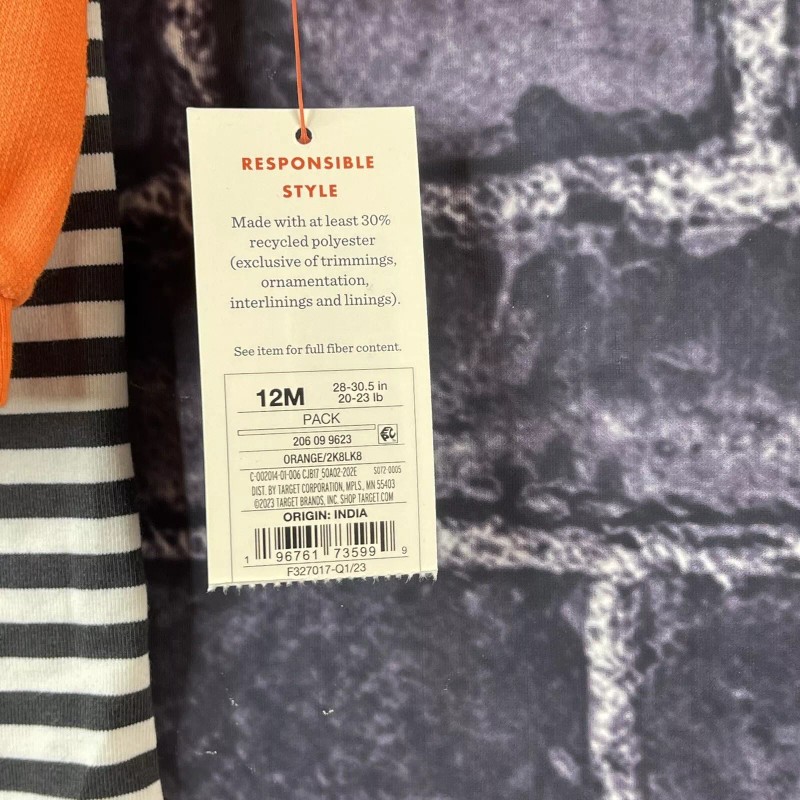 RESPONSIBLE
STYLE
Made with at least 30%
recycled polyester
(exclusive of trimmings,
ornamentation,
interlinings and linings).
See item for full fiber content.
12M
28-30.5 in
20-23 lb
PACK
206 09 9623
ORANGE/2K8LK8
C-002014-01-006 CJB17_50A02-202E S072-0005
DIST. BY TARGET CORPORATION, MPLS., MN 55403
©2023 TARGET BRANDS, INC. SHOP TARGET.COM
ORIGIN: INDIA
1 96761 73599 9
F327017-Q1/23